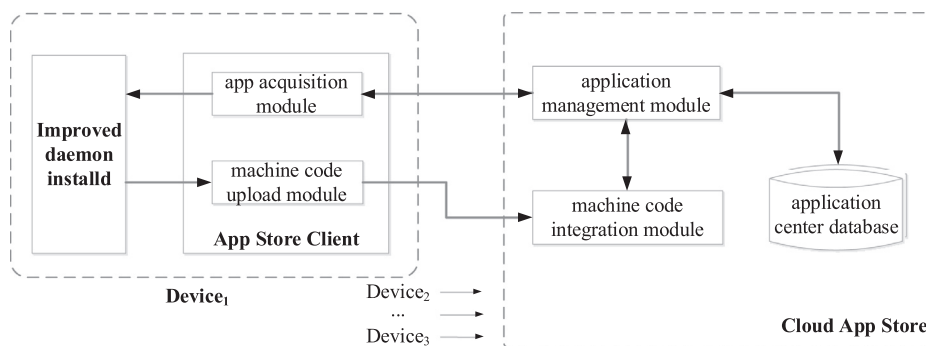 Improved
daemon
installd
app acquisition
module
machine code
upload module
App Store Client
Device₁
application
management module
machine code
integration module
application
center database
Device₂
...
Device₃
Cloud App Store